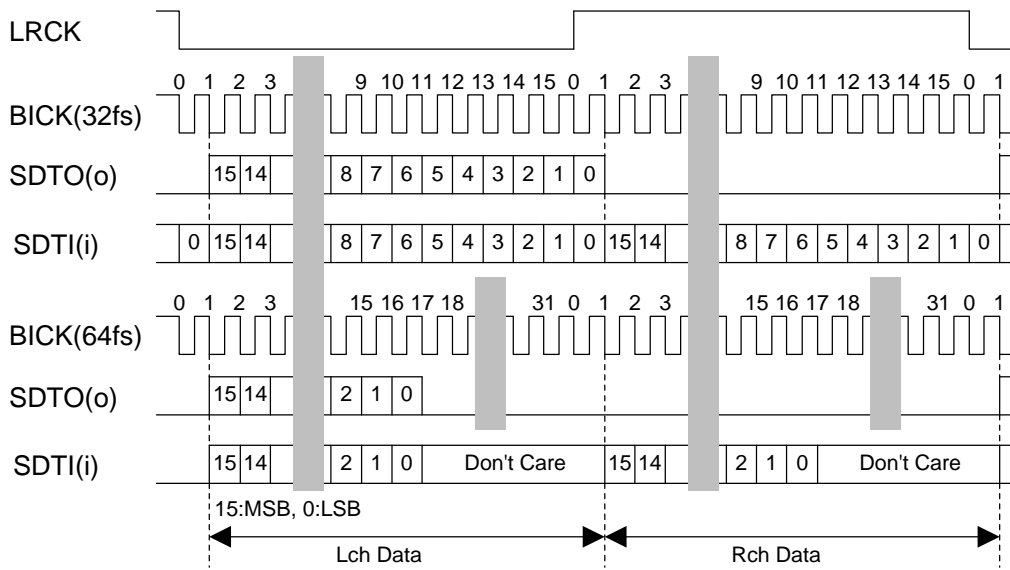 LRCK
0 1 2 3 9 10 11 12 13 14 15 0 1 2 3 9 10 11 12 13 14 15 0 1
BICK(32fs)
SDTO(o) 15 14 8 7 6 5 4 3 2 1 0
SDTI(i) 0 15 14 8 7 6 5 4 3 2 1 0 15 14 8 7 6 5 4 3 2 1 0
0 1 2 3 15 16 17 18 31 0 1 2 3 15 16 17 18 31 0 1
BICK(64fs)
SDTO(o) 15 14 2 1 0
SDTI(i) 15 14 2 1 0 Don't Care 15 14 2 1 0 Don't Care
15:MSB, 0:LSB
Lch Data Rch Data